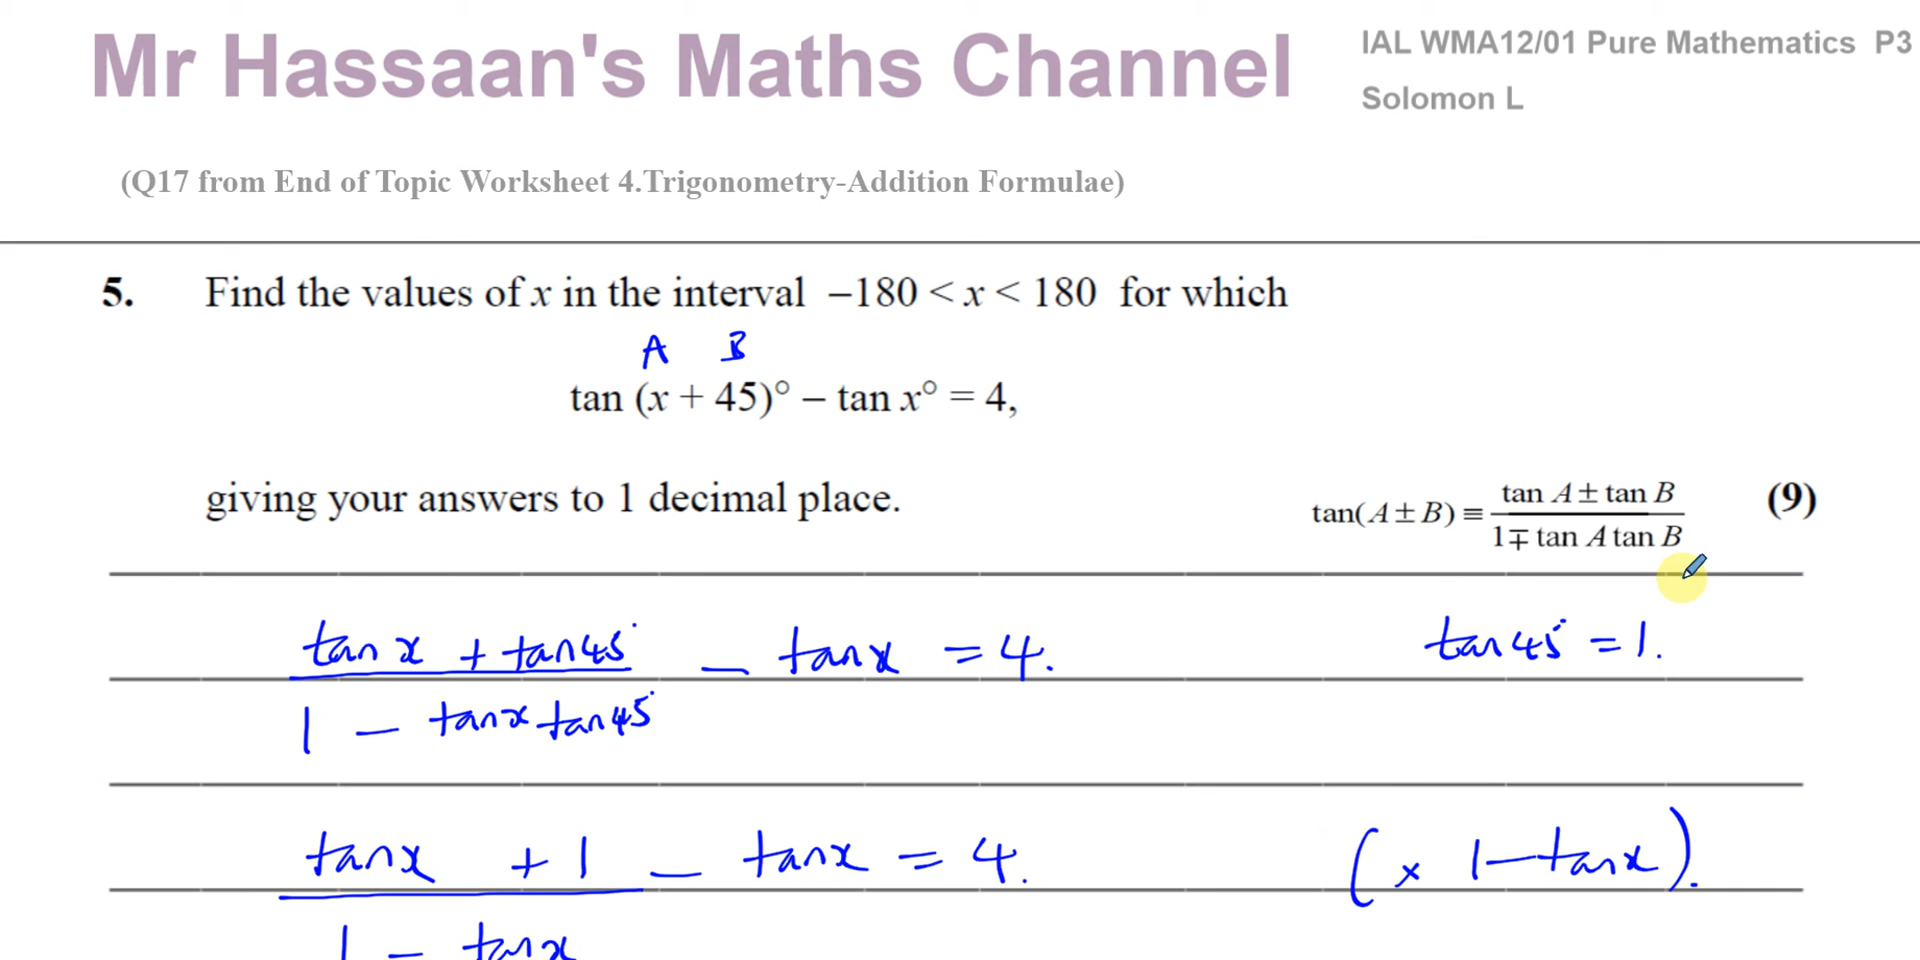 Mr Hassaan's Maths Channel
IAL WMA12/01 Pure Mathematics P3
Solomon L
(Q17 from End of Topic Worksheet 4.Trigonometry-Addition Formulae)
5. Find the values of x in the interval −180 < x < 180 for which
A B
tan (x + 45)° − tan x° = 4,
giving your answers to 1 decimal place.
tan(A ± B) ≡ (tan A ± tan B) / (1 ∓ tan A tan B)
(9)
(tan x + tan 45°) / (1 − tan x tan 45°) − tan x = 4.
tan 45° = 1.
(tan x + 1) / (1 − tan x) − tan x = 4.
(× 1 − tan x).